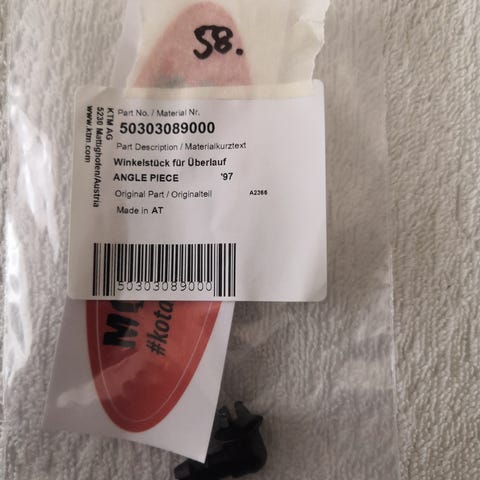 58.
KTM AG
5230 Mattighofen/Austria
www.ktm.com
Part No. / Material Nr.
50303089000
Part Description / Materialkurztext
Winkelstück für Überlauf
ANGLE PIECE '97
Original Part / Originalteil A2366
Made in AT
50303089000
#kota